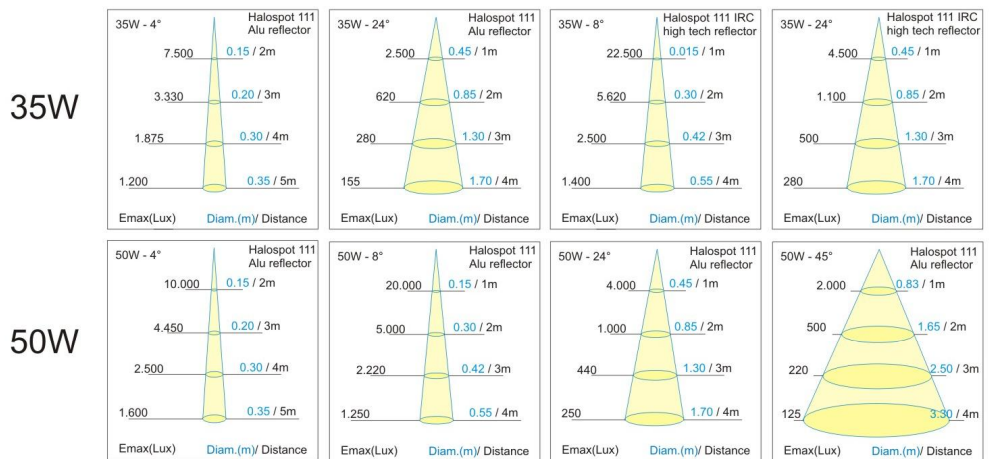 35W
35W - 4°
Halospot 111
Alu reflector
7.500 0.15 / 2m
3.330 0.20 / 3m
1.875 0.30 / 4m
1.200 0.35 / 5m
Emax(Lux) Diam.(m)/ Distance
35W - 24°
Halospot 111
Alu reflector
2.500 0.45 / 1m
620 0.85 / 2m
280 1.30 / 3m
155 1.70 / 4m
Emax(Lux) Diam.(m)/ Distance
35W - 8°
Halospot 111 IRC
high tech reflector
22.500 0.015 / 1m
5.620 0.30 / 2m
2.500 0.42 / 3m
1.400 0.55 / 4m
Emax(Lux) Diam.(m)/ Distance
35W - 24°
Halospot 111 IRC
high tech reflector
4.500 0.45 / 1m
1.100 0.85 / 2m
500 1.30 / 3m
280 1.70 / 4m
Emax(Lux) Diam.(m)/ Distance
50W
50W - 4°
Halospot 111
Alu reflector
10.000 0.15 / 2m
4.450 0.20 / 3m
2.500 0.30 / 4m
1.600 0.35 / 5m
Emax(Lux) Diam.(m)/ Distance
50W - 8°
Halospot 111
Alu reflector
20.000 0.15 / 1m
5.000 0.30 / 2m
2.220 0.42 / 3m
1.250 0.55 / 4m
Emax(Lux) Diam.(m)/ Distance
50W - 24°
Halospot 111
Alu reflector
4.000 0.45 / 1m
1.000 0.85 / 2m
440 1.30 / 3m
250 1.70 / 4m
Emax(Lux) Diam.(m)/ Distance
50W - 45°
Halospot 111
Alu reflector
2.000 0.83 / 1m
500 1.65 / 2m
220 2.50 / 3m
125 3.30 / 4m
Emax(Lux) Diam.(m)/ Distance